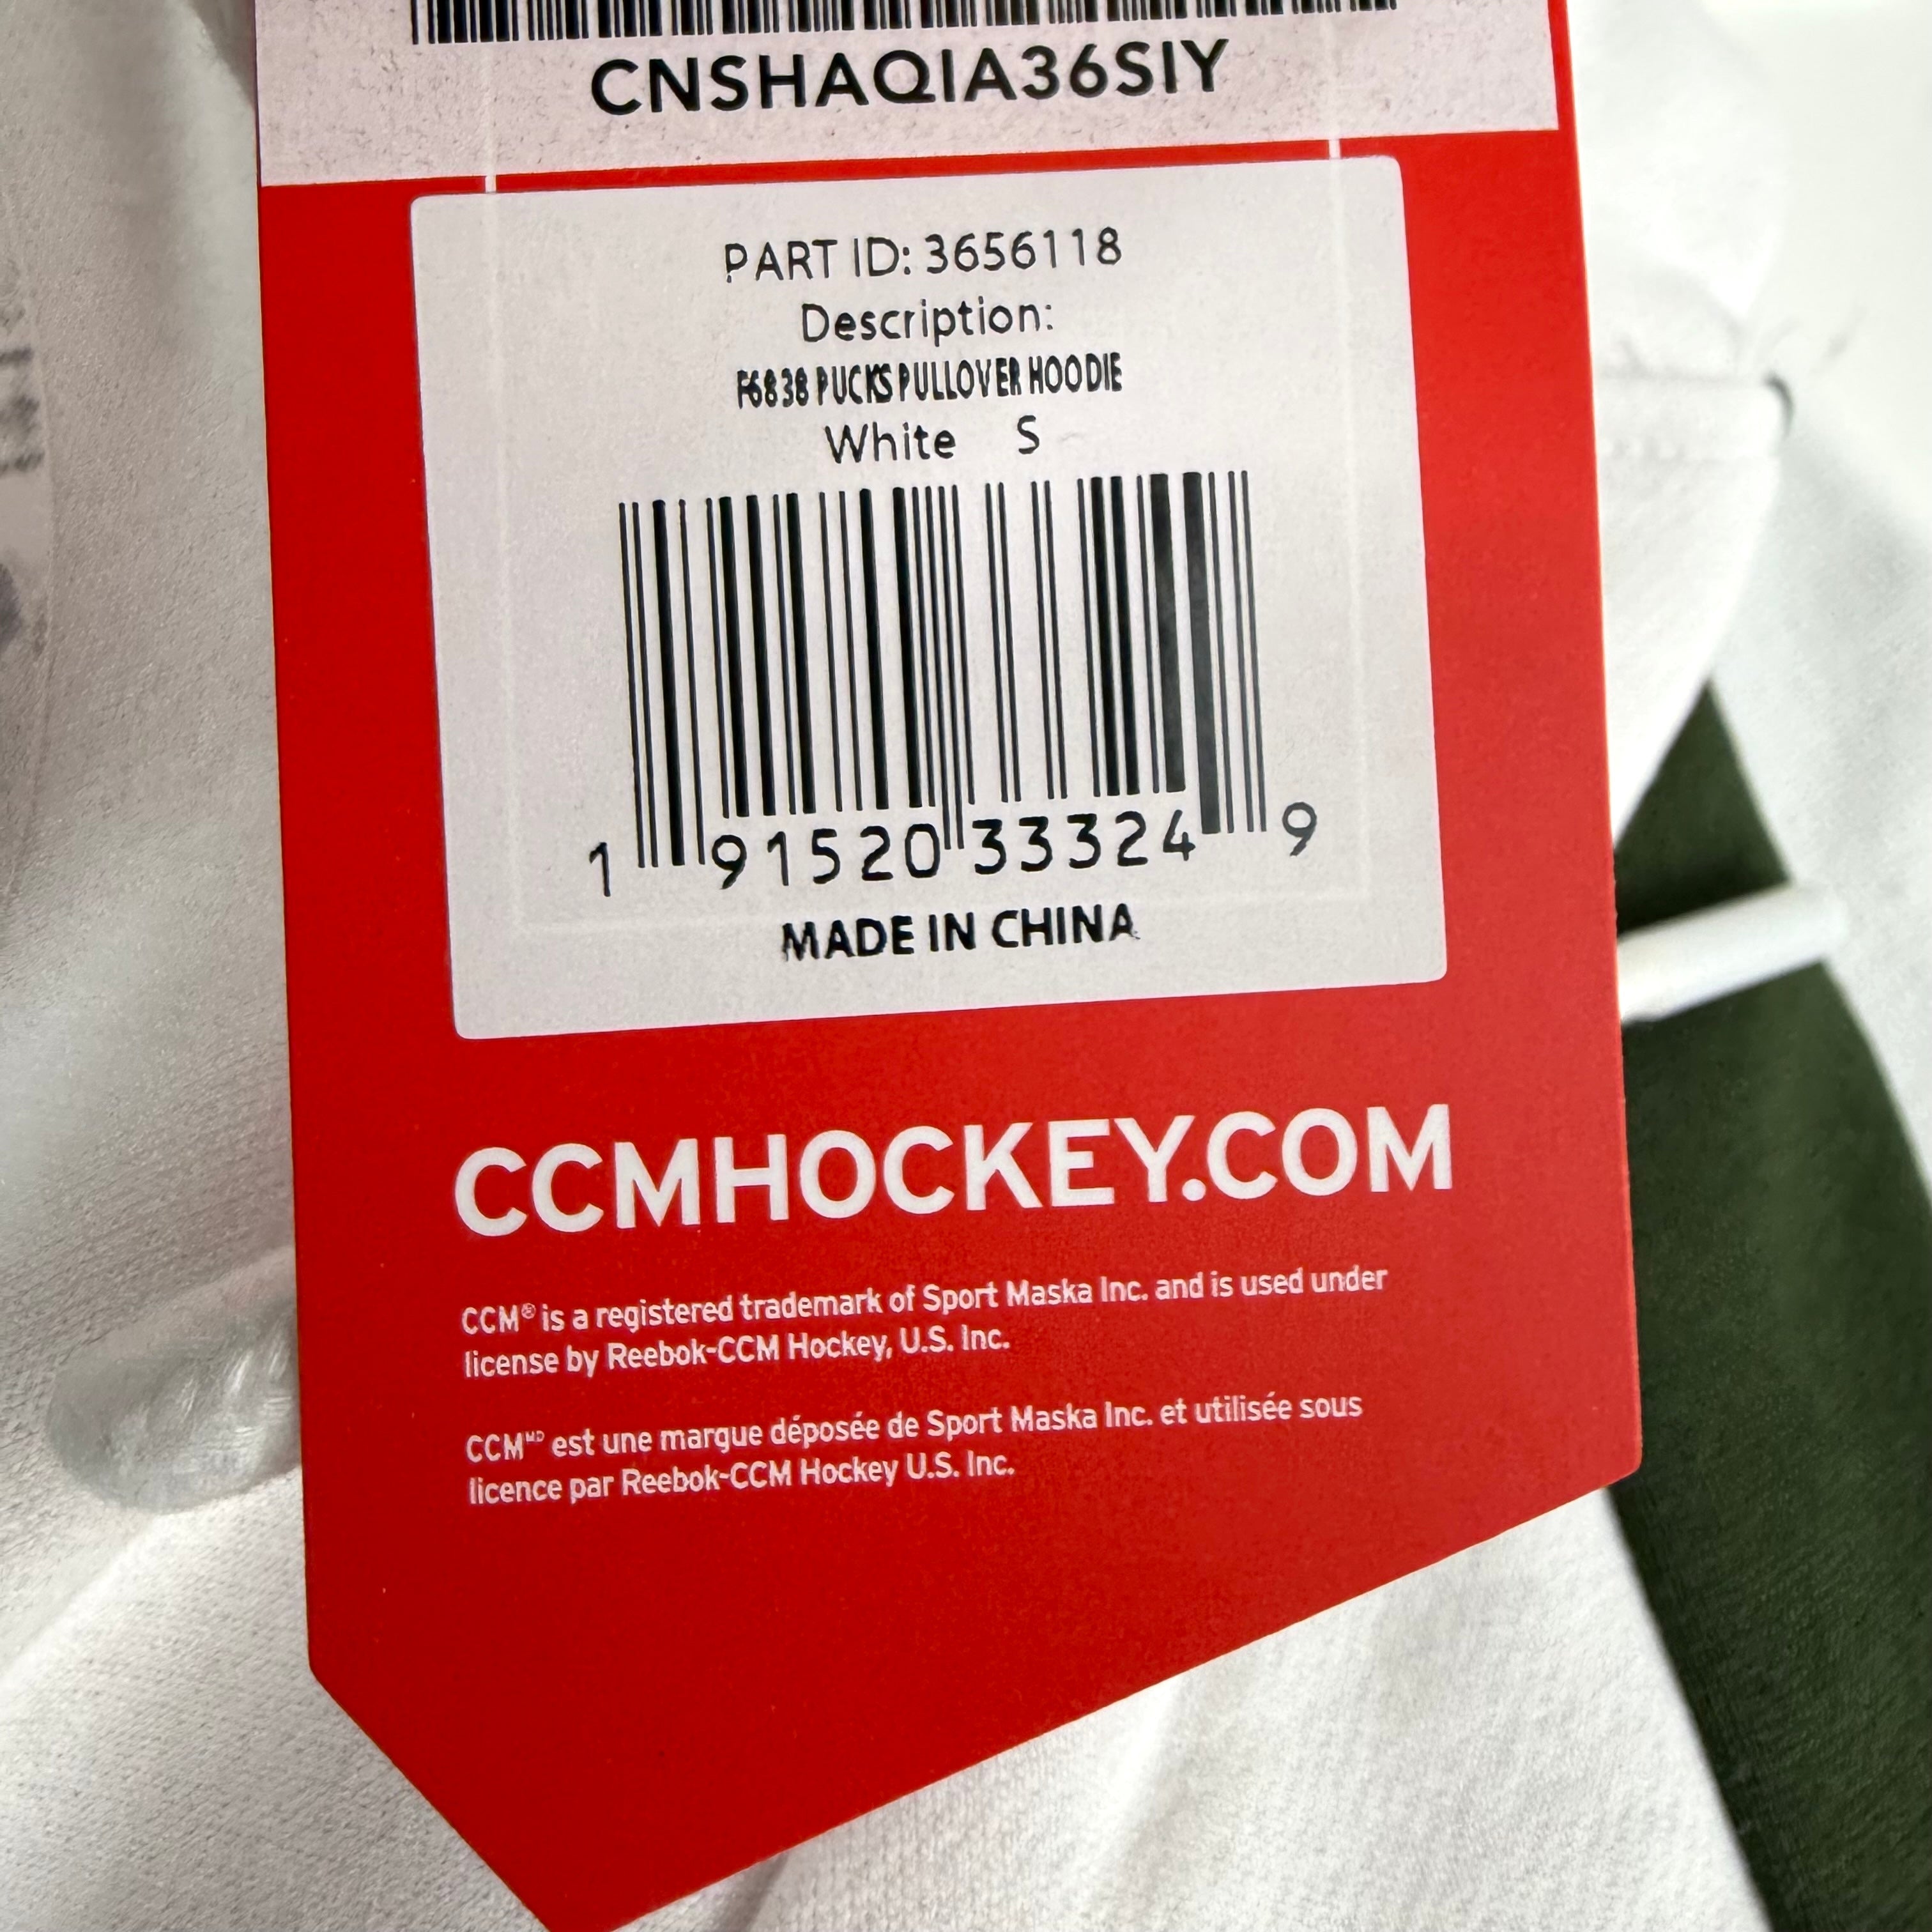 CNSHAQIA36SIY
PART ID: 3656118
Description:
F6838 PUCKS PULLOVER HOODIE
White S
1 91520 33324 9
MADE IN CHINA
CCMHOCKEY.COM
CCM® is a registered trademark of Sport Maska Inc. and is used under
license by Reebok-CCM Hockey, U.S. Inc.
CCMᴹᴰ est une marque déposée de Sport Maska Inc. et utilisée sous
licence par Reebok-CCM Hockey U.S. Inc.